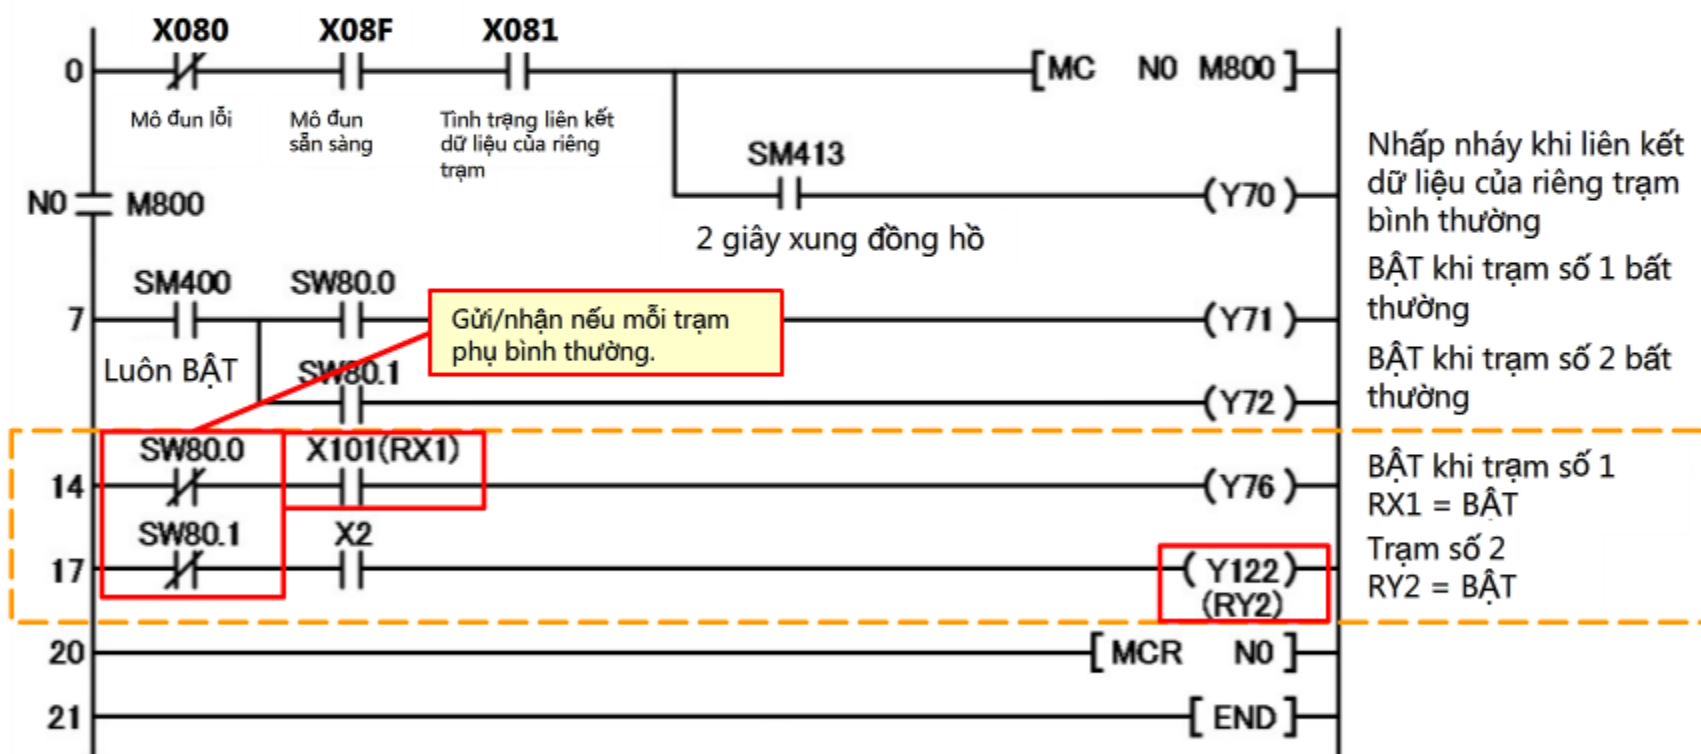 X080 X08F X081
0 [MC N0 M800]
Mô đun lỗi
Mô đun
sẵn sàng
Tình trạng liên kết
dữ liệu của riêng
trạm
SM413
N0 M800
(Y70)
2 giây xung đồng hồ
Nhấp nháy khi liên kết
dữ liệu của riêng trạm
bình thường
SM400 SW80.0
7 (Y71)
BẬT khi trạm số 1 bất
thường
Gửi/nhận nếu mỗi trạm
phụ bình thường.
Luôn BẬT
SW80.1
(Y72)
BẬT khi trạm số 2 bất
thường
SW80.0 X101(RX1)
14 (Y76)
BẬT khi trạm số 1
RX1 = BẬT
SW80.1 X2
17 (Y122)
(RY2)
Trạm số 2
RY2 = BẬT
20 [MCR N0]
21 [END]